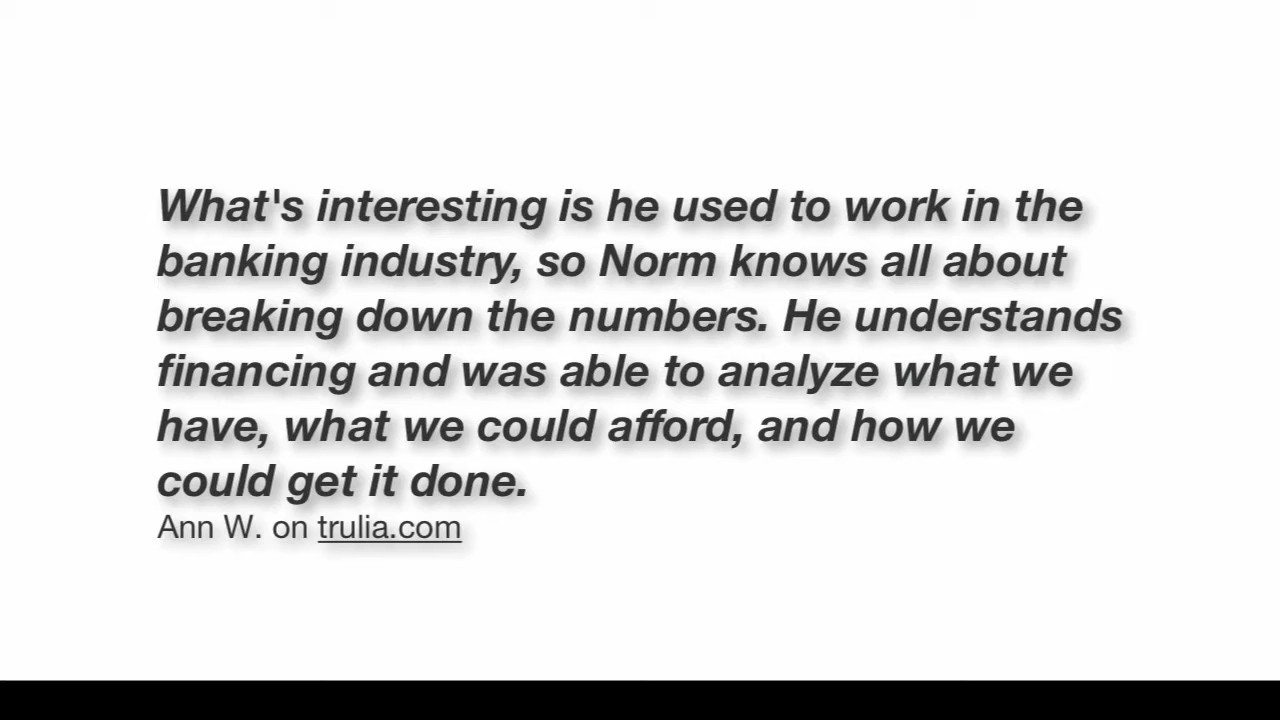 What's interesting is he used to work in the
banking industry, so Norm knows all about
breaking down the numbers. He understands
financing and was able to analyze what we
have, what we could afford, and how we
could get it done.
Ann W. on trulia.com